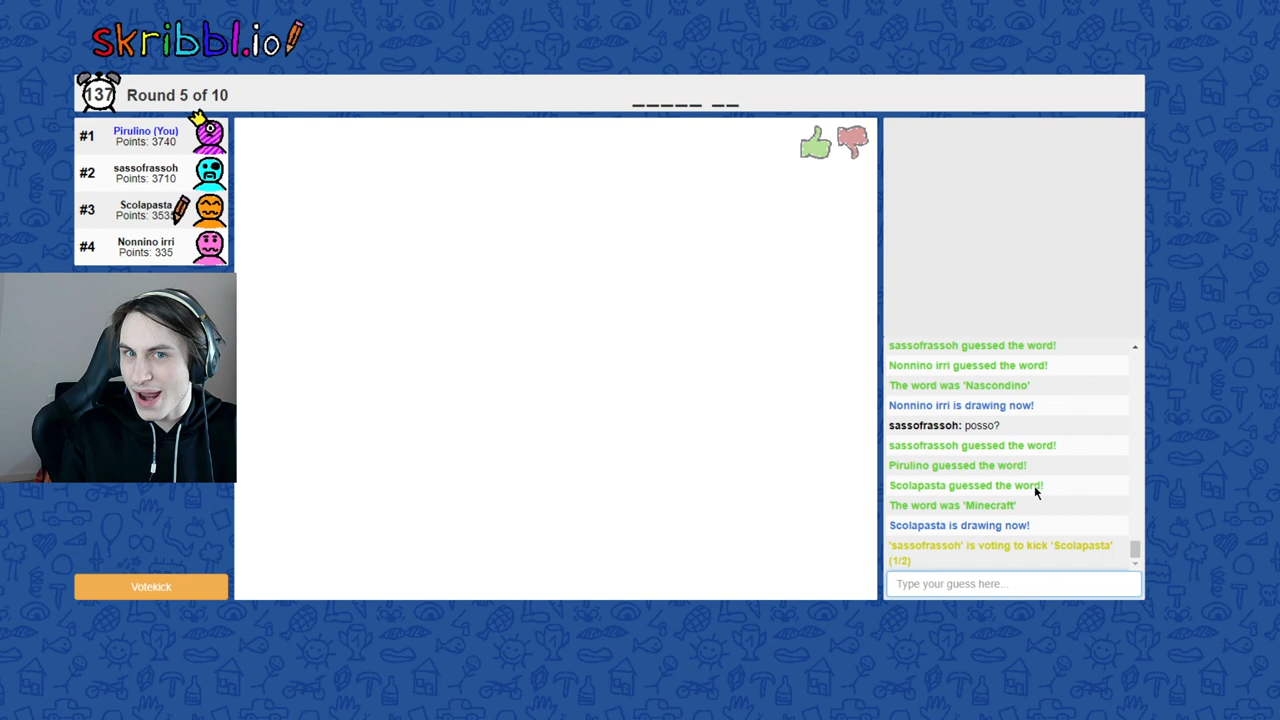 skribbl.io
137
Round 5 of 10
_____ __
#1
Pirulino (You)
Points: 3740
#2
sassofrassoh
Points: 3710
#3
Scolapasta
Points: 3535
#4
Nonnino irri
Points: 335
Votekick
sassofrassoh guessed the word!
Nonnino irri guessed the word!
The word was 'Nascondino'
Nonnino irri is drawing now!
sassofrassoh: posso?
sassofrassoh guessed the word!
Pirulino guessed the word!
Scolapasta guessed the word!
The word was 'Minecraft'
Scolapasta is drawing now!
'sassofrassoh' is voting to kick 'Scolapasta'
(1/2)
Type your guess here...